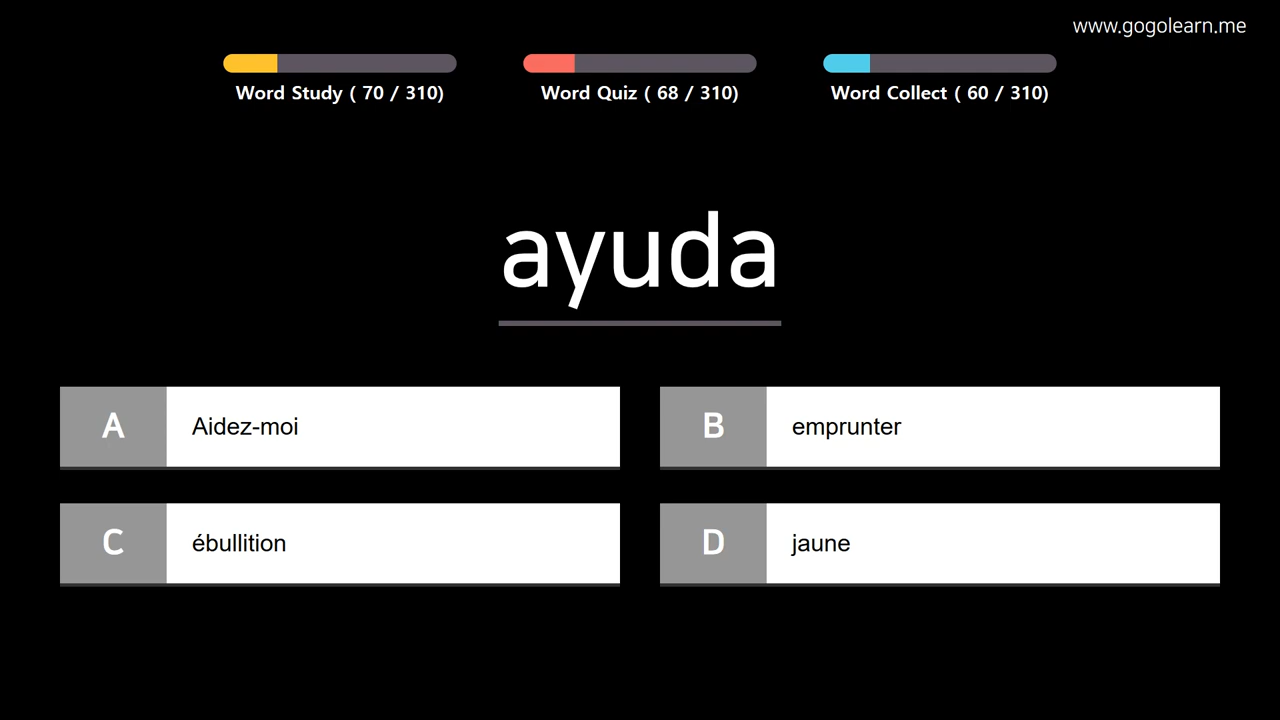 www.gogolearn.me
Word Study ( 70 / 310)
Word Quiz ( 68 / 310)
Word Collect ( 60 / 310)
ayuda
A Aidez-moi
B emprunter
C ébullition
D jaune